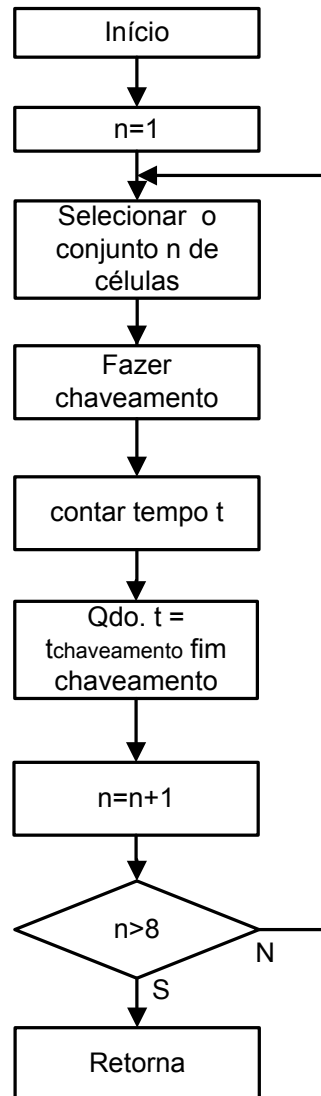 Início
n=1
Selecionar o
conjunto n de
células
Fazer
chaveamento
contar tempo t
Qdo. t =
tchaveamento fim
chaveamento
n=n+1
n>8
N
S
Retorna